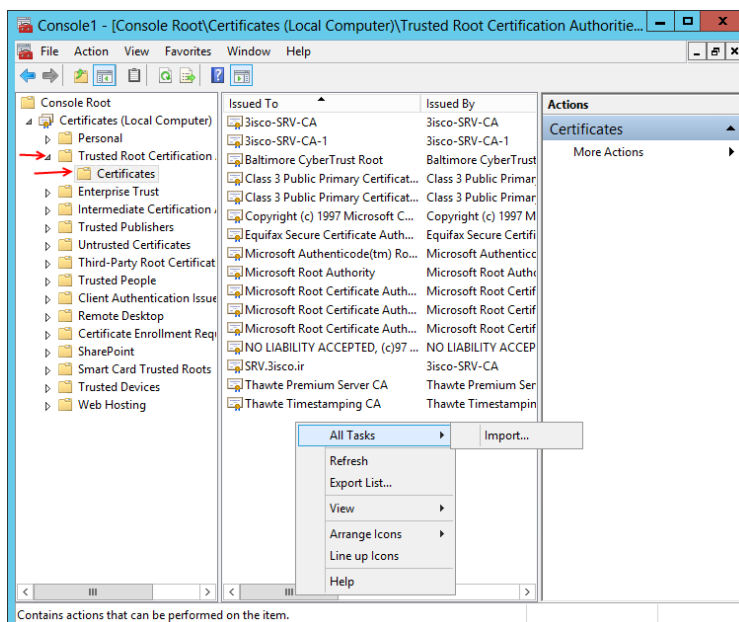 Console1 - [Console Root\Certificates (Local Computer)\Trusted Root Certification Authoritie...
File Action View Favorites Window Help
Console Root
Certificates (Local Computer)
Personal
Trusted Root Certification
Certificates
Enterprise Trust
Intermediate Certification
Trusted Publishers
Untrusted Certificates
Third-Party Root Certificat
Trusted People
Client Authentication Issue
Remote Desktop
Certificate Enrollment Requ
SharePoint
Smart Card Trusted Roots
Trusted Devices
Web Hosting
Issued To Issued By
3isco-SRV-CA 3isco-SRV-CA
3isco-SRV-CA-1 3isco-SRV-CA-1
Baltimore CyberTrust Root Baltimore CyberTrust
Class 3 Public Primary Certificat... Class 3 Public Primar
Class 3 Public Primary Certificat... Class 3 Public Primar
Copyright (c) 1997 Microsoft C... Copyright (c) 1997 M
Equifax Secure Certificate Auth... Equifax Secure Certifi
Microsoft Authenticode(tm) Ro... Microsoft Authenticc
Microsoft Root Authority Microsoft Root Autho
Microsoft Root Certificate Auth... Microsoft Root Certif
Microsoft Root Certificate Auth... Microsoft Root Certif
Microsoft Root Certificate Auth... Microsoft Root Certif
NO LIABILITY ACCEPTED, (c)97 ... NO LIABILITY ACCEP
SRV.3isco.ir 3isco-SRV-CA
Thawte Premium Server CA Thawte Premium Ser
Thawte Timestamping CA Thawte Timestampin
All Tasks
Import...
Refresh
Export List...
View
Arrange Icons
Line up Icons
Help
Actions
Certificates
More Actions
Contains actions that can be performed on the item.